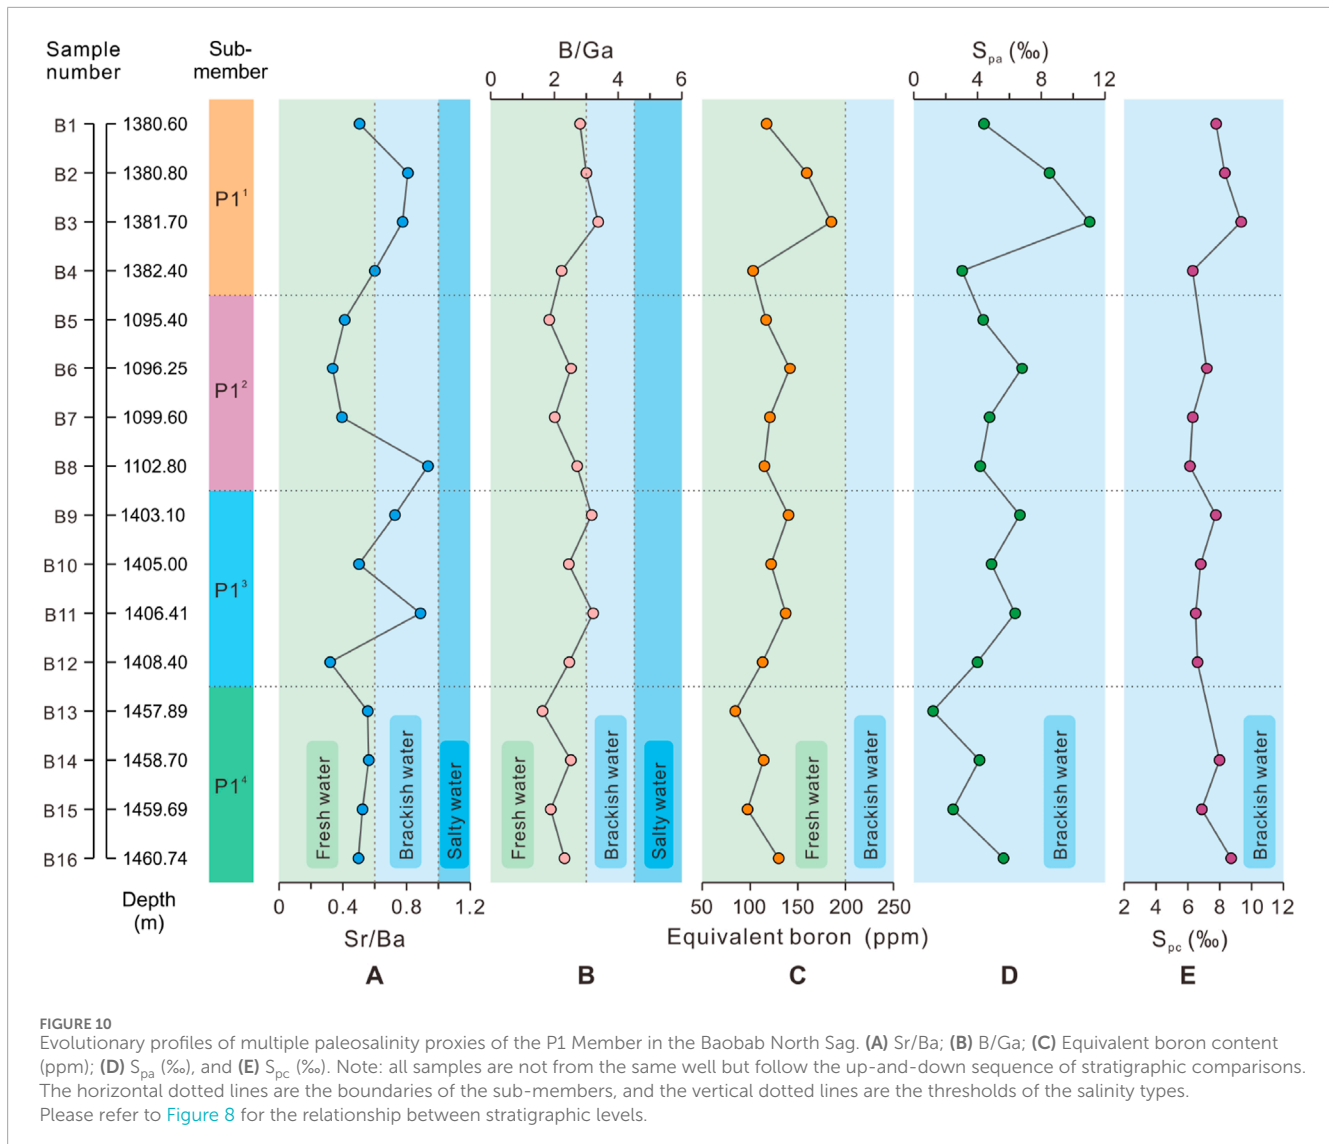 Sample number
Sub-member
B/Ga
0 2 4 6
S_pa (‰)
0 4 8 12
B1 1380.60
B2 1380.80
B3 1381.70
B4 1382.40
B5 1095.40
B6 1096.25
B7 1099.60
B8 1102.80
B9 1403.10
B10 1405.00
B11 1406.41
B12 1408.40
B13 1457.89
B14 1458.70
B15 1459.69
B16 1460.74
Depth (m)
P1¹
P1²
P1³
P1⁴
Fresh water
Brackish water
Salty water
Fresh water
Brackish water
Salty water
Fresh water
Brackish water
Brackish water
Brackish water
0 0.4 0.8 1.2
Sr/Ba
50 100 150 200 250
Equivalent boron (ppm)
2 4 6 8 10 12
S_pc (‰)
A B C D E
FIGURE 10
Evolutionary profiles of multiple paleosalinity proxies of the P1 Member in the Baobab North Sag. (A) Sr/Ba; (B) B/Ga; (C) Equivalent boron content
(ppm); (D) S_pa (‰), and (E) S_pc (‰). Note: all samples are not from the same well but follow the up-and-down sequence of stratigraphic comparisons.
The horizontal dotted lines are the boundaries of the sub-members, and the vertical dotted lines are the thresholds of the salinity types.
Please refer to Figure 8 for the relationship between stratigraphic levels.